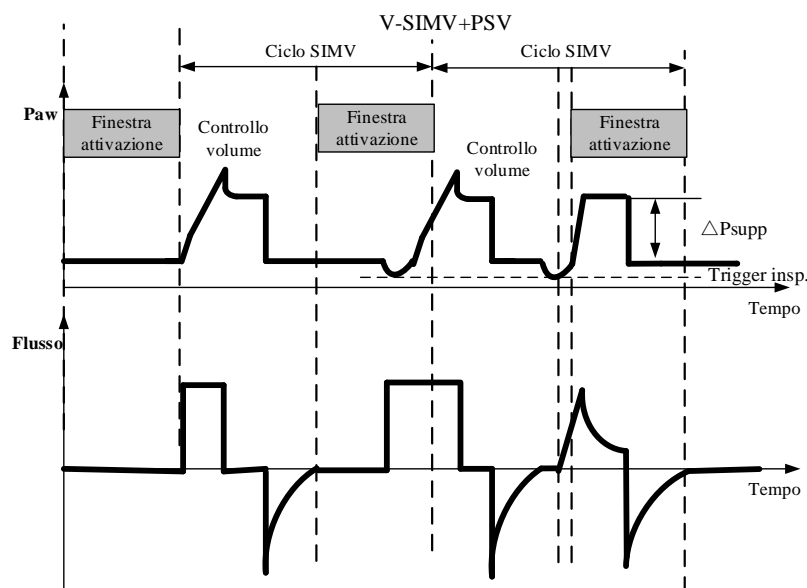 V-SIMV+PSV
Ciclo SIMV
Ciclo SIMV
Paw
Finestra
attivazione
Controllo
volume
Finestra
attivazione
Controllo
volume
Finestra
attivazione
△Psupp
Trigger insp.
Tempo
Flusso
Tempo